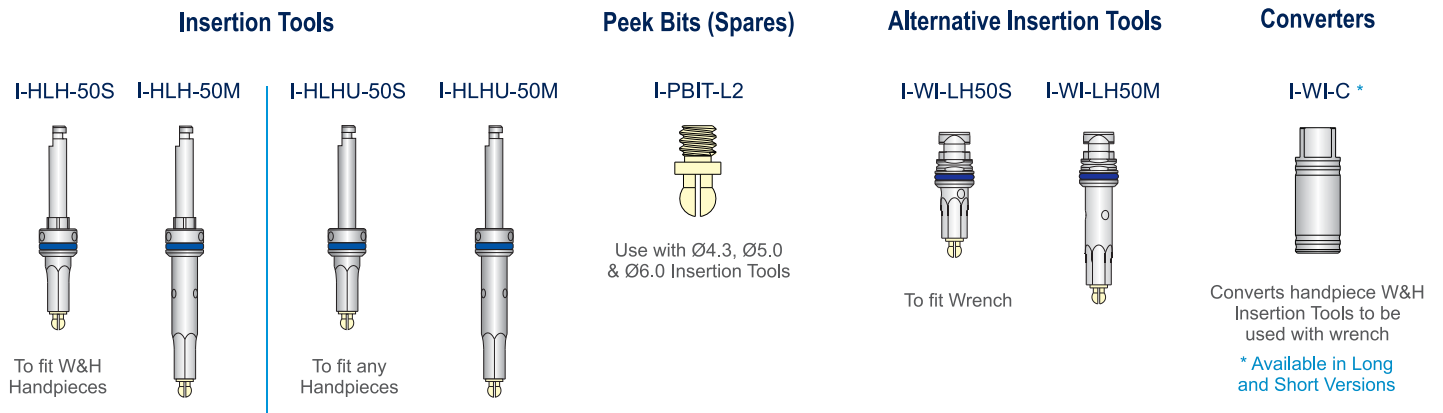 Insertion Tools
I-HLH-50S
I-HLH-50M
To fit W&H
Handpieces
I-HLHU-50S
I-HLHU-50M
To fit any
Handpieces
Peek Bits (Spares)
I-PBIT-L2
Use with Ø4.3, Ø5.0
& Ø6.0 Insertion Tools
Alternative Insertion Tools
I-WI-LH50S
I-WI-LH50M
To fit Wrench
Converters
I-WI-C *
Converts handpiece W&H
Insertion Tools to be
used with wrench
* Available in Long
and Short Versions